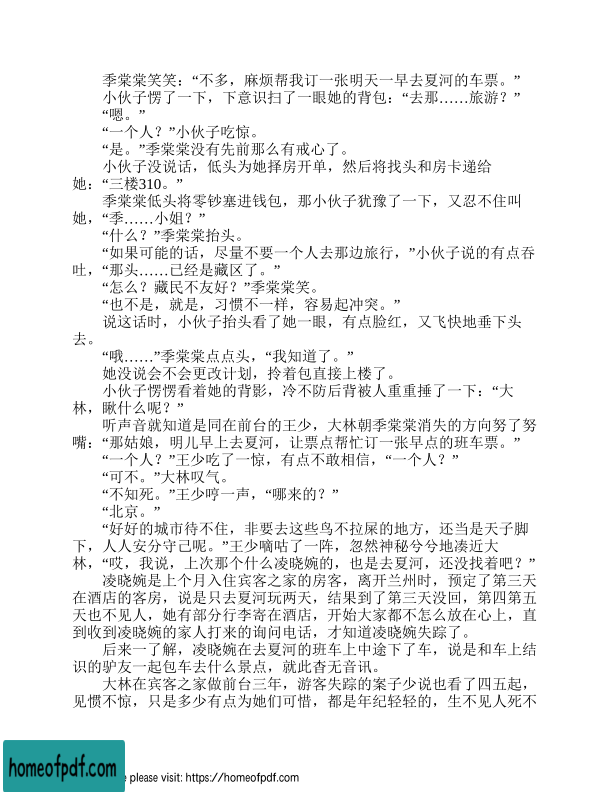 季棠棠笑笑：“不多，麻烦帮我订一张明天一早去夏河的车票。”
小伙子愣了一下，下意识扫了一眼她的背包：“去那……旅游？”
“嗯。”
“一个人？”小伙子吃惊。
“是。”季棠棠没有先前那么有戒心了。
小伙子没说话，低头为她择房开单，然后将找头和房卡递给
她：“三楼310。”
季棠棠低头将零钞塞进钱包，那小伙子犹豫了一下，又忍不住叫
她，“季……小姐？”
“什么？”季棠棠抬头。
“如果可能的话，尽量不要一个人去那边旅行，”小伙子说的有点吞
吐，“那头……已经是藏区了。”
“怎么？藏民不友好？”季棠棠笑。
“也不是，就是，习惯不一样，容易起冲突。”
说这话时，小伙子抬头看了她一眼，有点脸红，又飞快地垂下头
去。
“哦……”季棠棠点点头，“我知道了。”
她没说会不会更改计划，拎着包直接上楼了。
小伙子愣愣看着她的背影，冷不防后背被人重重捶了一下：“大
林，瞅什么呢？”
听声音就知道是同在前台的王少，大林朝季棠棠消失的方向努了努
嘴：“那姑娘，明儿早上去夏河，让票点帮忙订一张早点的班车票。”
“一个人？”王少吃了一惊，有点不敢相信，“一个人？”
“可不。”大林叹气。
“不知死。”王少哼一声，“哪来的？”
“北京。”
“好好的城市待不住，非要去这些鸟不拉屎的地方，还当是天子脚
下，人人安分守己呢。”王少嘀咕了一阵，忽然神秘兮兮地凑近大
林，“哎，我说，上次那个什么凌晓婉的，也是去夏河，还没找着吧？”
凌晓婉是上个月入住宾客之家的房客，离开兰州时，预定了第三天
在酒店的客房，说是只去夏河玩两天，结果到了第三天没回，第四第五
天也不见人，她有部分行李寄在酒店，开始大家都不怎么放在心上，直
到收到凌晓婉的家人打来的询问电话，才知道凌晓婉失踪了。
后来一了解，凌晓婉在去夏河的班车上中途下了车，说是和车上结
识的驴友一起包车去什么景点，就此杳无音讯。
大林在宾客之家做前台三年，游客失踪的案子少说也看了四五起，
见惯不惊，只是多少有点为她们可惜，都是年纪轻轻的，生不见人死不
homeofpdf.com
please visit: https://homeofpdf.com